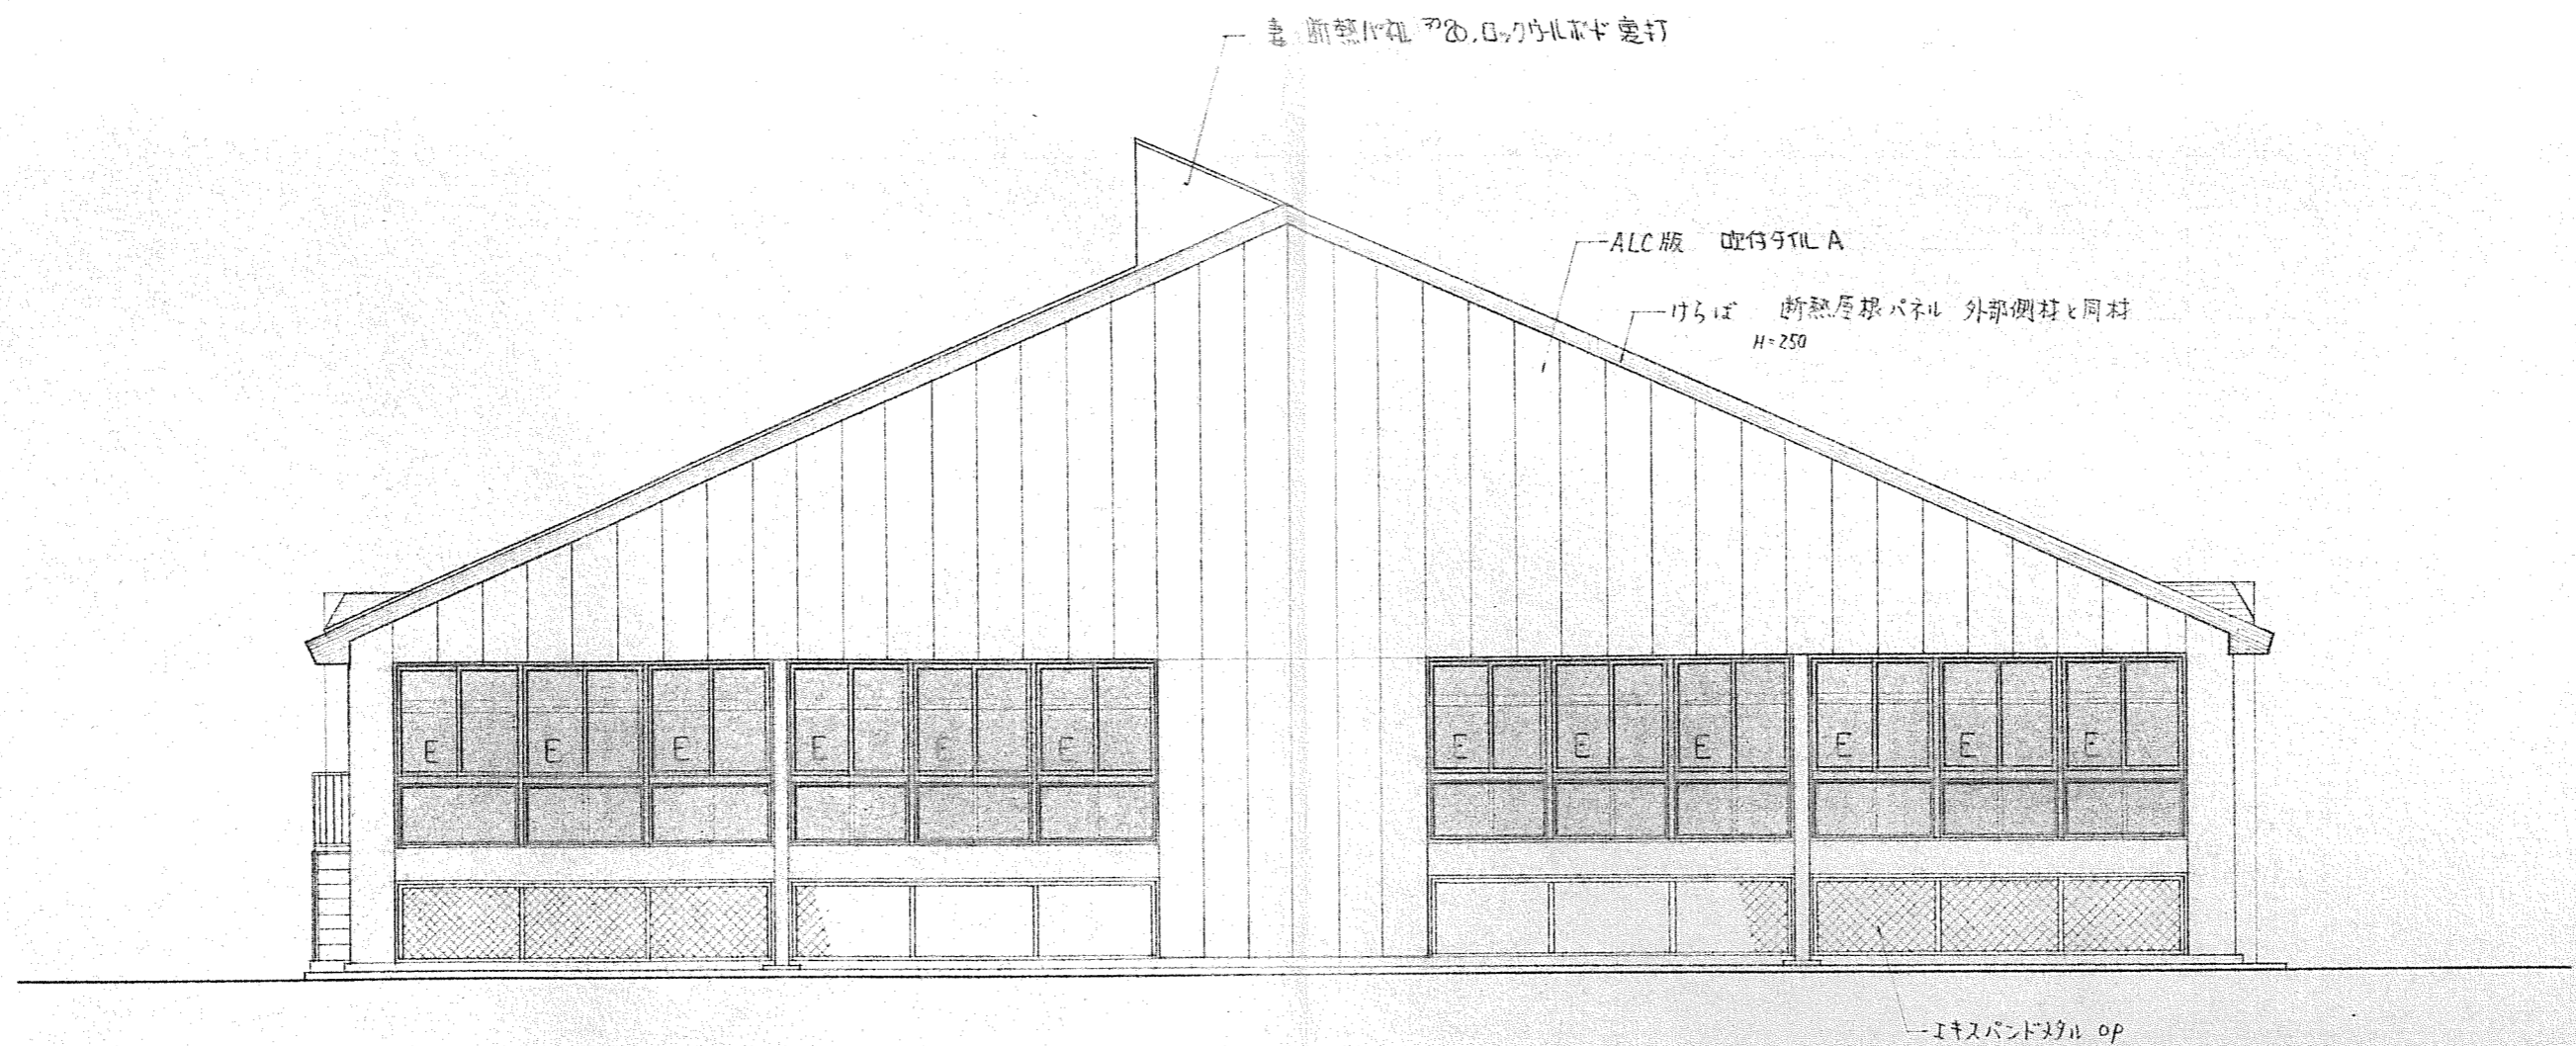 妻 断熱パネル ァ20.ロックウールボード裏打
ALC版 吹付タイル A
けらば 断熱屋根パネル 外部側材と同材
H=250
E E E E E E E E E E E E
エキスパンドメタル OP